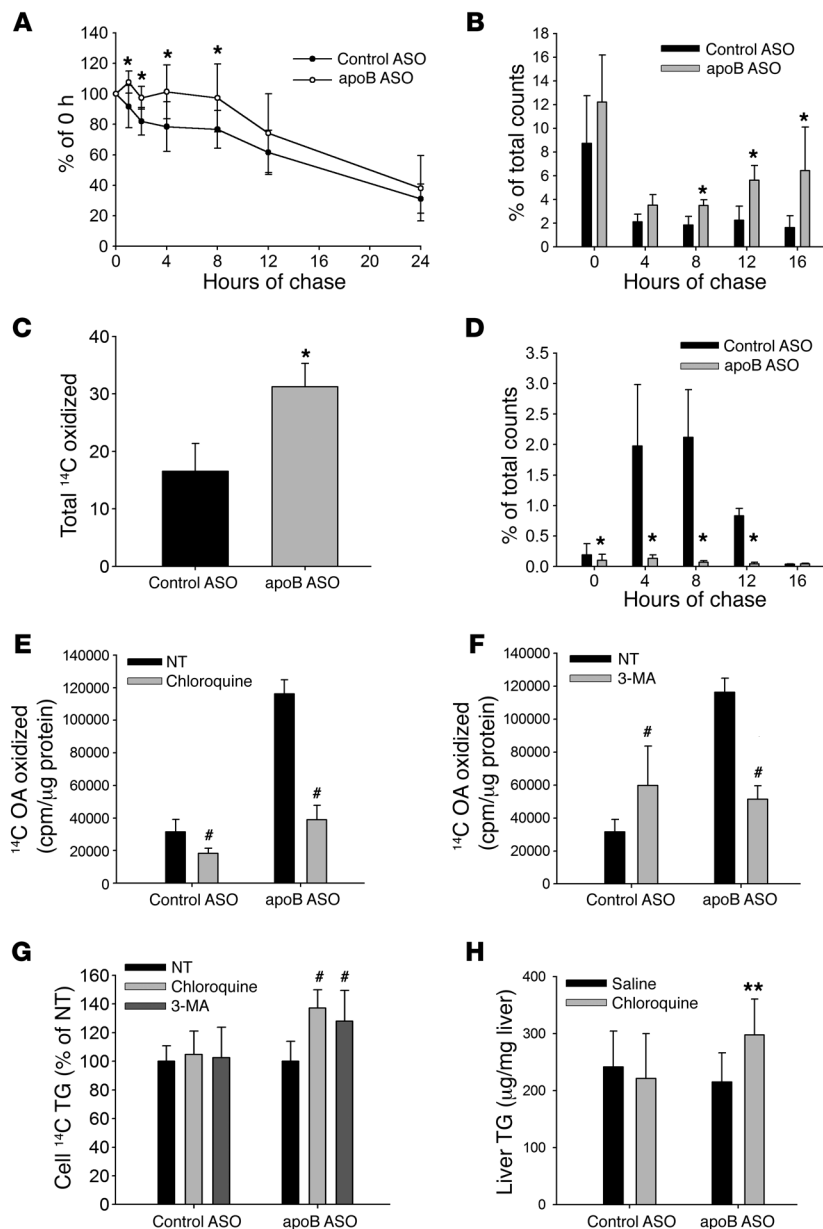 A
% of 0 h
140
120
100
80
60
40
20
0
* * * *
Control ASO
apoB ASO
0 4 8 12 16 20 24
Hours of chase
B
% of total counts
18
16
14
12
10
8
6
4
2
0
Control ASO
apoB ASO
* * *
0 4 8 12 16
Hours of chase
C
Total ¹⁴C oxidized
40
30
20
10
0
*
Control ASO apoB ASO
D
% of total counts
Control ASO
apoB ASO
3.5
3.0
2.5
2.0
1.5
1.0
0.5
0.0
* * * *
0 4 8 12 16
Hours of chase
E
¹⁴C OA oxidized
(cpm/µg protein)
NT
Chloroquine
140000
120000
100000
80000
60000
40000
20000
0
# #
Control ASO apoB ASO
F
¹⁴C OA oxidized
(cpm/µg protein)
NT
3-MA
140000
120000
100000
80000
60000
40000
20000
0
# #
Control ASO apoB ASO
G
Cell ¹⁴C TG (% of NT)
NT
Chloroquine
3-MA
160
140
120
100
80
60
40
20
0
# #
Control ASO apoB ASO
H
Liver TG (µg/mg liver)
Saline
Chloroquine
400
300
200
100
0
**
Control ASO apoB ASO